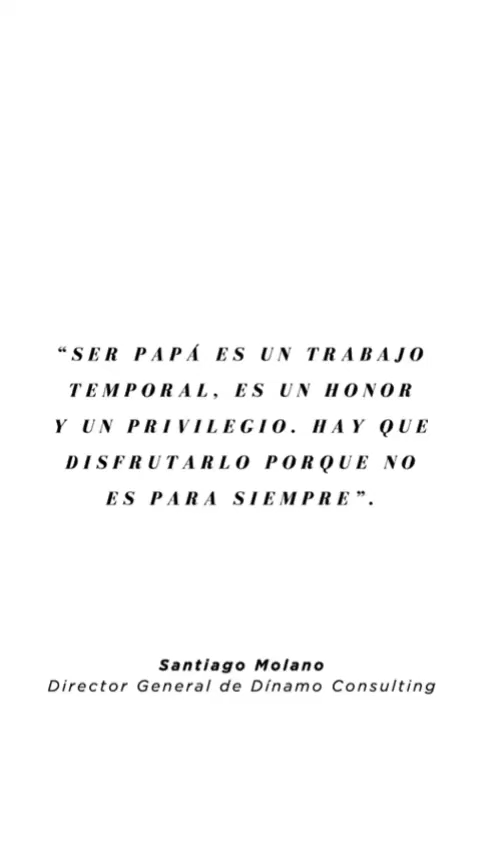 “SER PAPÁ ES UN TRABAJO
TEMPORAL, ES UN HONOR
Y UN PRIVILEGIO. HAY QUE
DISFRUTARLO PORQUE NO
ES PARA SIEMPRE”.
Santiago Molano
Director General de Dínamo Consulting